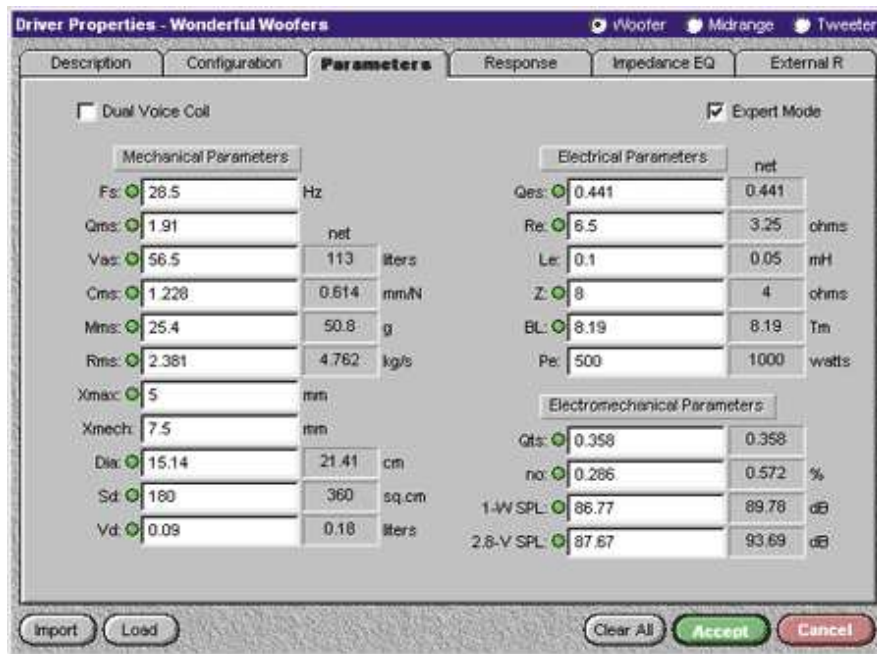 Driver Properties - Wonderful Woofers Woofer Midrange Tweeter
Description Configuration Parameters Response Impedance EQ External R
Dual Voice Coil Expert Mode
Mechanical Parameters
Fs: 28.5 Hz
Qms: 1.91 net
Vas: 56.5 113 liters
Cms: 1.228 0.614 mm/N
Mms: 25.4 50.8 g
Rms: 2.381 4.762 kg/s
Xmax: 5 mm
Xmech: 7.5 mm
Dia: 15.14 21.41 cm
Sd: 180 360 sq.cm
Vd: 0.09 0.18 liters
Electrical Parameters net
Qes: 0.441 0.441
Re: 6.5 3.25 ohms
Le: 0.1 0.05 mH
Z: 8 4 ohms
BL: 8.19 8.19 Tm
Pe: 500 1000 watts
Electromechanical Parameters
Qts: 0.358 0.358
no: 0.286 0.572 %
1-W SPL: 86.77 89.78 dB
2.8-V SPL: 87.67 93.69 dB
Import Load Clear All Accept Cancel